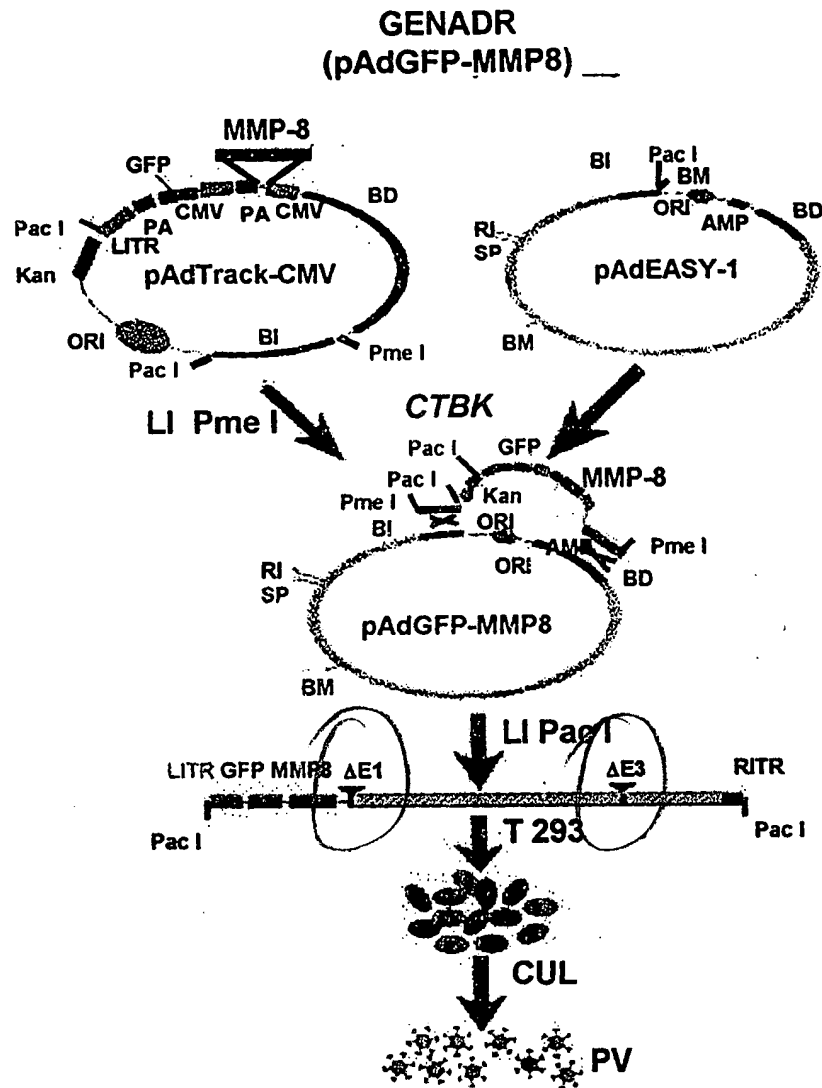 GENADR
(pAdGFP-MMP8)
MMP-8
GFP
CMV
PA
CMV
PA
BD
Pac I
LITR
Kan
pAdTrack-CMV
ORI
Pac I
BI
Pme I
BI
Pac I
BM
ORI
AMP
BD
RI
SP
pAdEASY-1
BM
LI Pme I
CTBK
Pac I
GFP
MMP-8
Pac I
Kan
Pme I
BI
ORI
ORI
AMP
Pme I
BD
RI
SP
pAdGFP-MMP8
BM
LI Pac I
LITR GFP MMP8 ΔE1
ΔE3
RITR
Pac I
Pac I
T 293
CUL
PV